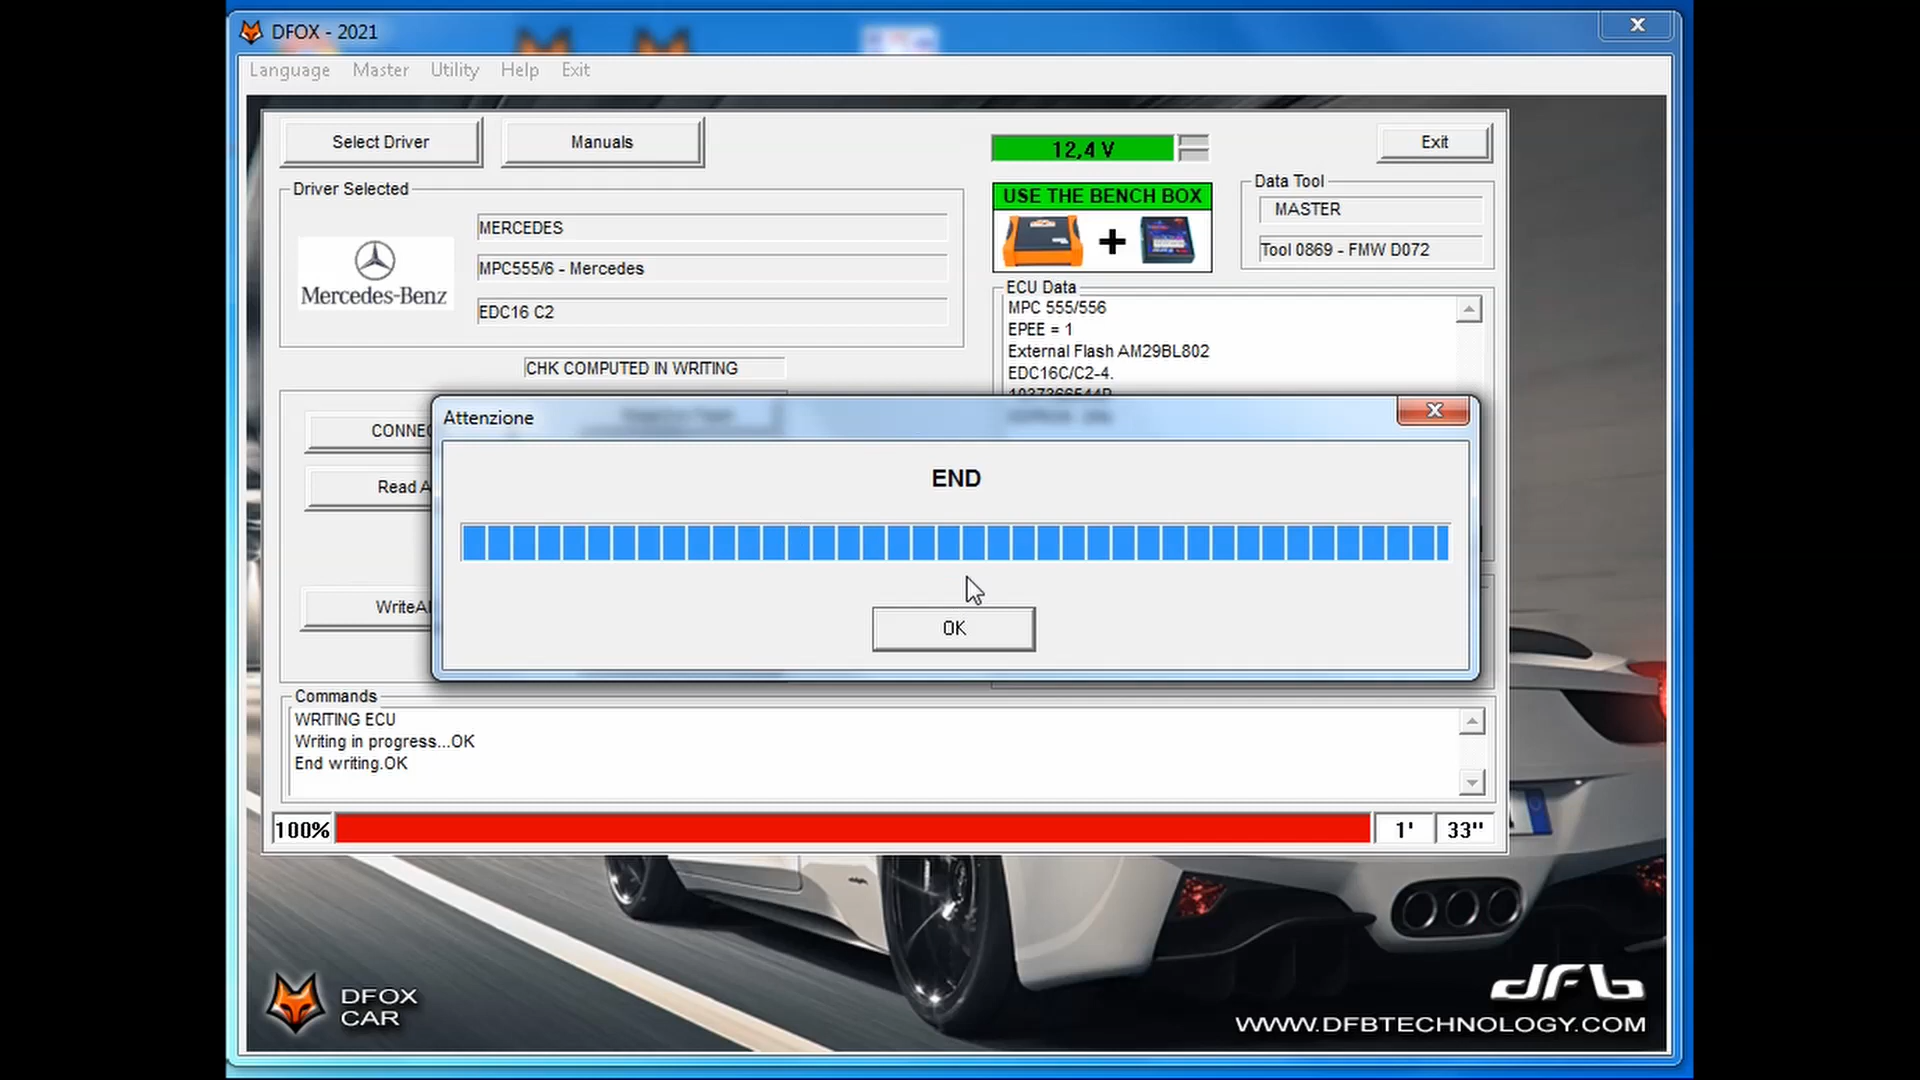 DFOX - 2021
Language Master Utility Help Exit
Select Driver
Manuals
12,4 V
Exit
Driver Selected
MERCEDES
MPC555/6 - Mercedes
EDC16 C2
Mercedes-Benz
USE THE BENCH BOX
Data Tool
MASTER
Tool 0869 - FMW D072
ECU Data
MPC 555/556
EPEE = 1
External Flash AM29BL802
EDC16C/C2-4.
CHK COMPUTED IN WRITING
CONNEC
Read A
WriteAl
Attenzione
END
OK
Commands
WRITING ECU
Writing in progress...OK
End writing.OK
100%
1'
33"
DFOX
CAR
dfb
WWW.DFBTECHNOLOGY.COM